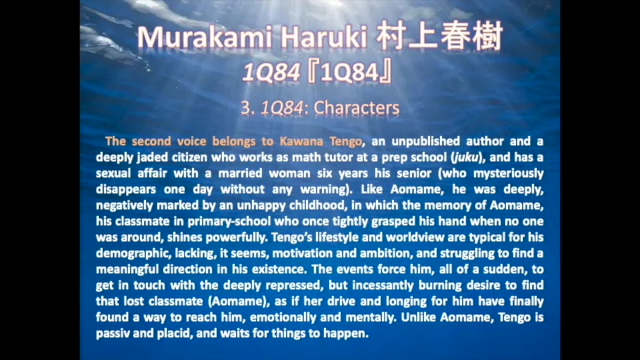 Murakami Haruki 村上春樹
1Q84『1Q84』
3. 1Q84: Characters
The second voice belongs to Kawana Tengo, an unpublished author and a
deeply jaded citizen who works as math tutor at a prep school (juku), and has a
sexual affair with a married woman six years his senior (who mysteriously
disappears one day without any warning). Like Aomame, he was deeply,
negatively marked by an unhappy childhood, in which the memory of Aomame,
his classmate in primary-school who once tightly grasped his hand when no one
was around, shines powerfully. Tengo's lifestyle and worldview are typical for his
demographic, lacking, it seems, motivation and ambition, and struggling to find a
meaningful direction in his existence. The events force him, all of a sudden, to
get in touch with the deeply repressed, but incessantly burning desire to find
that lost classmate (Aomame), as if her drive and longing for him have finally
found a way to reach him, emotionally and mentally. Unlike Aomame, Tengo is
passiv and placid, and waits for things to happen.